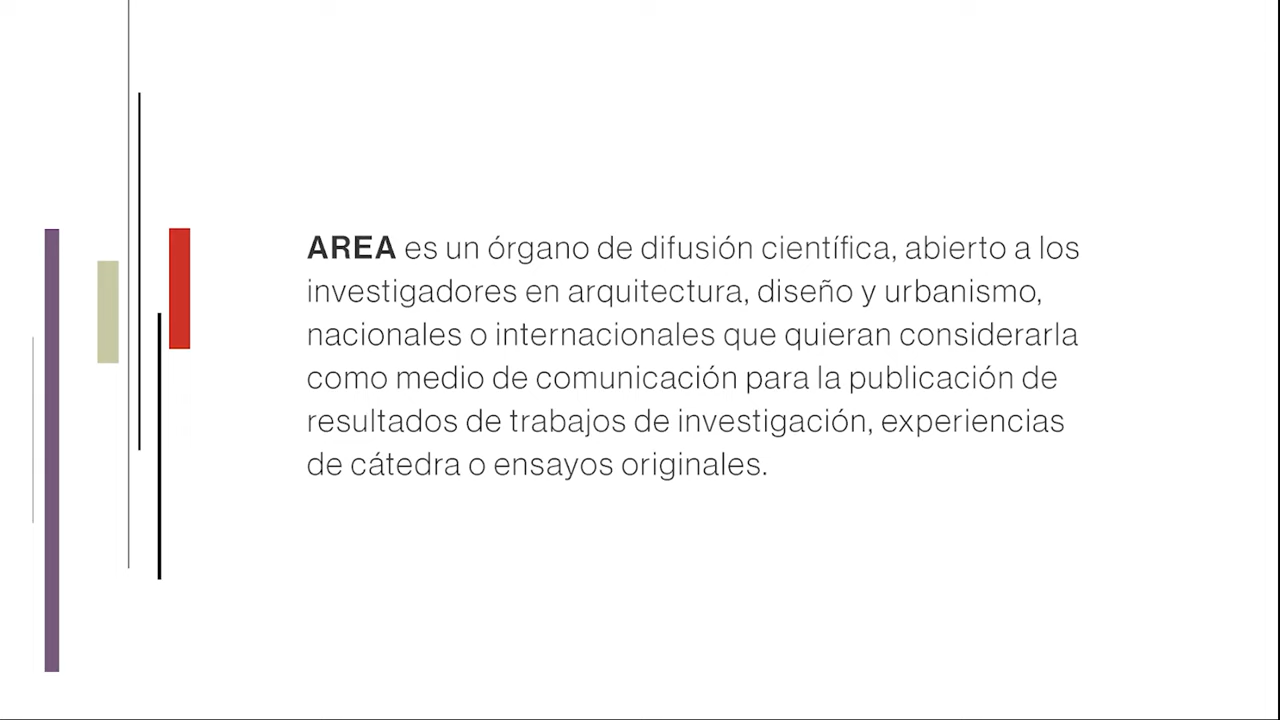 AREA es un órgano de difusión científica, abierto a los
investigadores en arquitectura, diseño y urbanismo,
nacionales o internacionales que quieran considerarla
como medio de comunicación para la publicación de
resultados de trabajos de investigación, experiencias
de cátedra o ensayos originales.